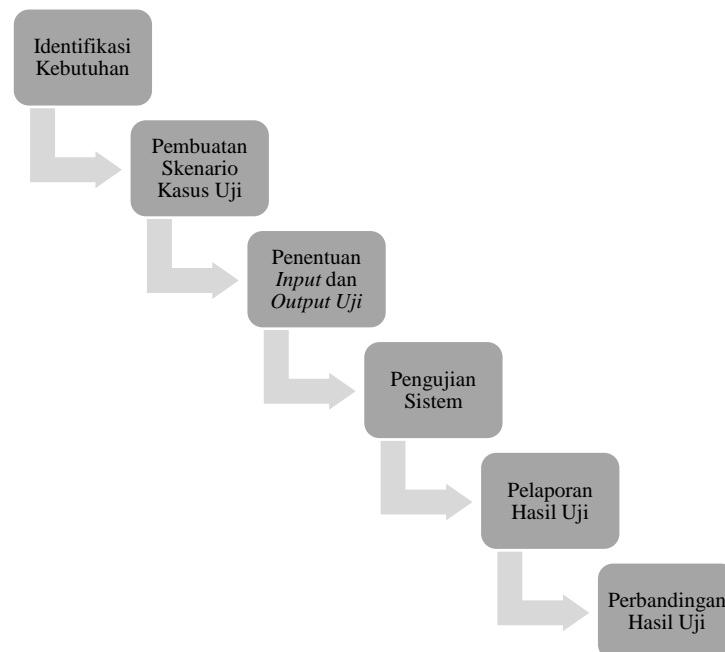 Identifikasi
Kebutuhan
Pembuatan
Skenario
Kasus Uji
Penentuan
Input dan
Output Uji
Pengujian
Sistem
Pelaporan
Hasil Uji
Perbandingan
Hasil Uji